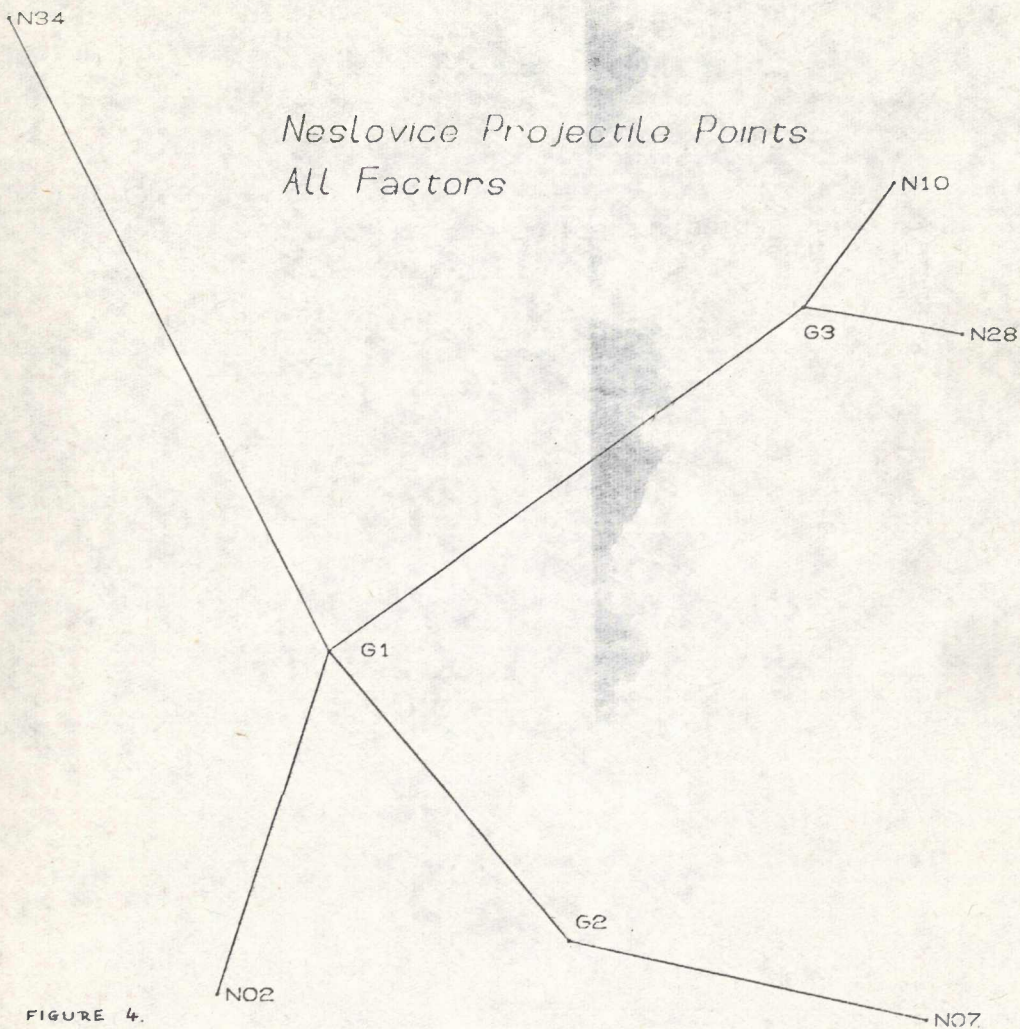 N34
Neslovice Projectile Points
All Factors
N10
G3
N28
G1
G2
N02
N07
FIGURE 4.